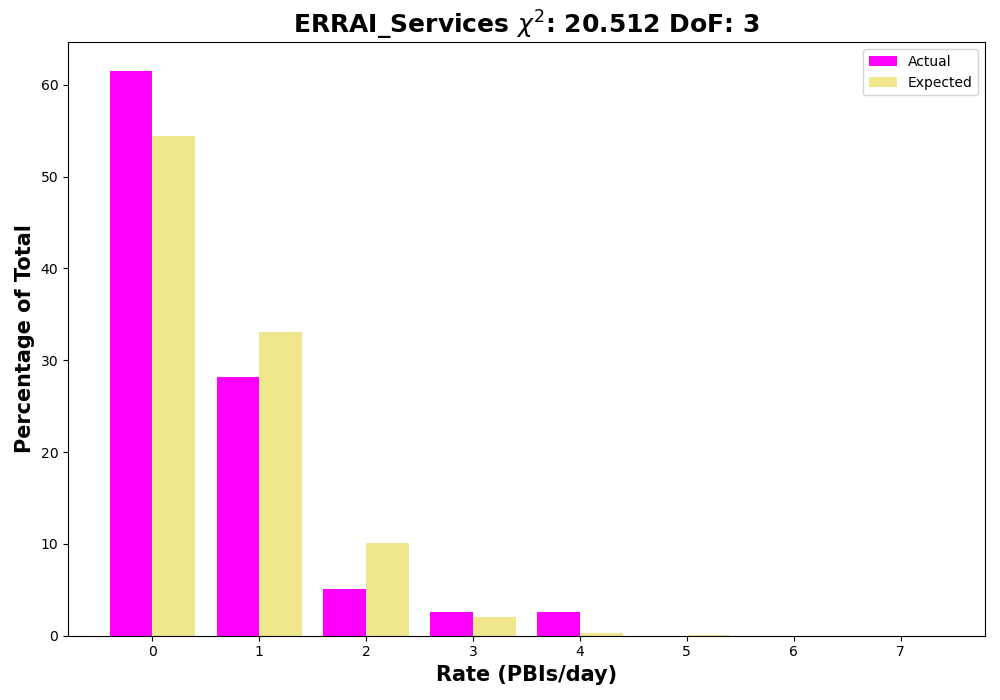 ERRAI_Services χ²: 20.512 DoF: 3
Actual
Expected
Percentage of Total
60
50
40
30
20
10
0
0 1 2 3 4 5 6 7
Rate (PBIs/day)